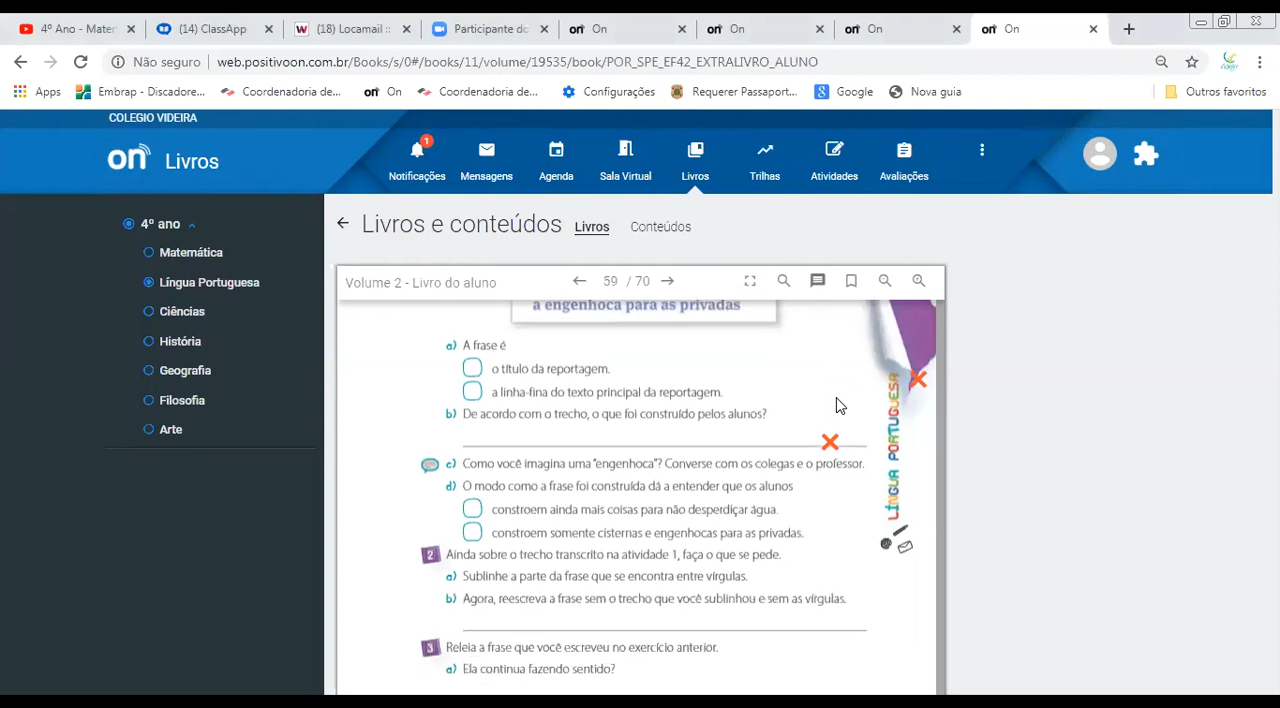 4º Ano - Maten
(14) ClassApp
(18) Locamail ::
Participante do
On
On
On
On
Não seguro
web.positivoon.com.br/Books/s/0#/books/11/volume/19535/book/POR_SPE_EF42_EXTRALIVRO_ALUNO
Apps
Embrap - Discadore...
Coordenadoria de...
on
On
Coordenadoria de...
Configurações
Requerer Passaport...
Google
Nova guia
Outros favoritos
COLEGIO VIDEIRA
on
Livros
1
Notificações
Mensagens
Agenda
Sala Virtual
Livros
Trilhas
Atividades
Avaliações
4º ano
Matemática
Língua Portuguesa
Ciências
História
Geografia
Filosofia
Arte
Livros e conteúdos
Livros
Conteúdos
Volume 2 - Livro do aluno
59 / 70
a engenhoca para as privadas
a) A frase é
o título da reportagem.
a linha-fina do texto principal da reportagem.
b) De acordo com o trecho, o que foi construído pelos alunos?
c) Como você imagina uma "engenhoca"? Converse com os colegas e o professor.
d) O modo como a frase foi construída dá a entender que os alunos
constroem ainda mais coisas para não desperdiçar água.
constroem somente cisternas e engenhocas para as privadas.
2 Ainda sobre o trecho transcrito na atividade 1, faça o que se pede.
a) Sublinhe a parte da frase que se encontra entre vírgulas.
b) Agora, reescreva a frase sem o trecho que você sublinhou e sem as vírgulas.
3 Releia a frase que você escreveu no exercício anterior.
a) Ela continua fazendo sentido?
LÍNGUA PORTUGUESA